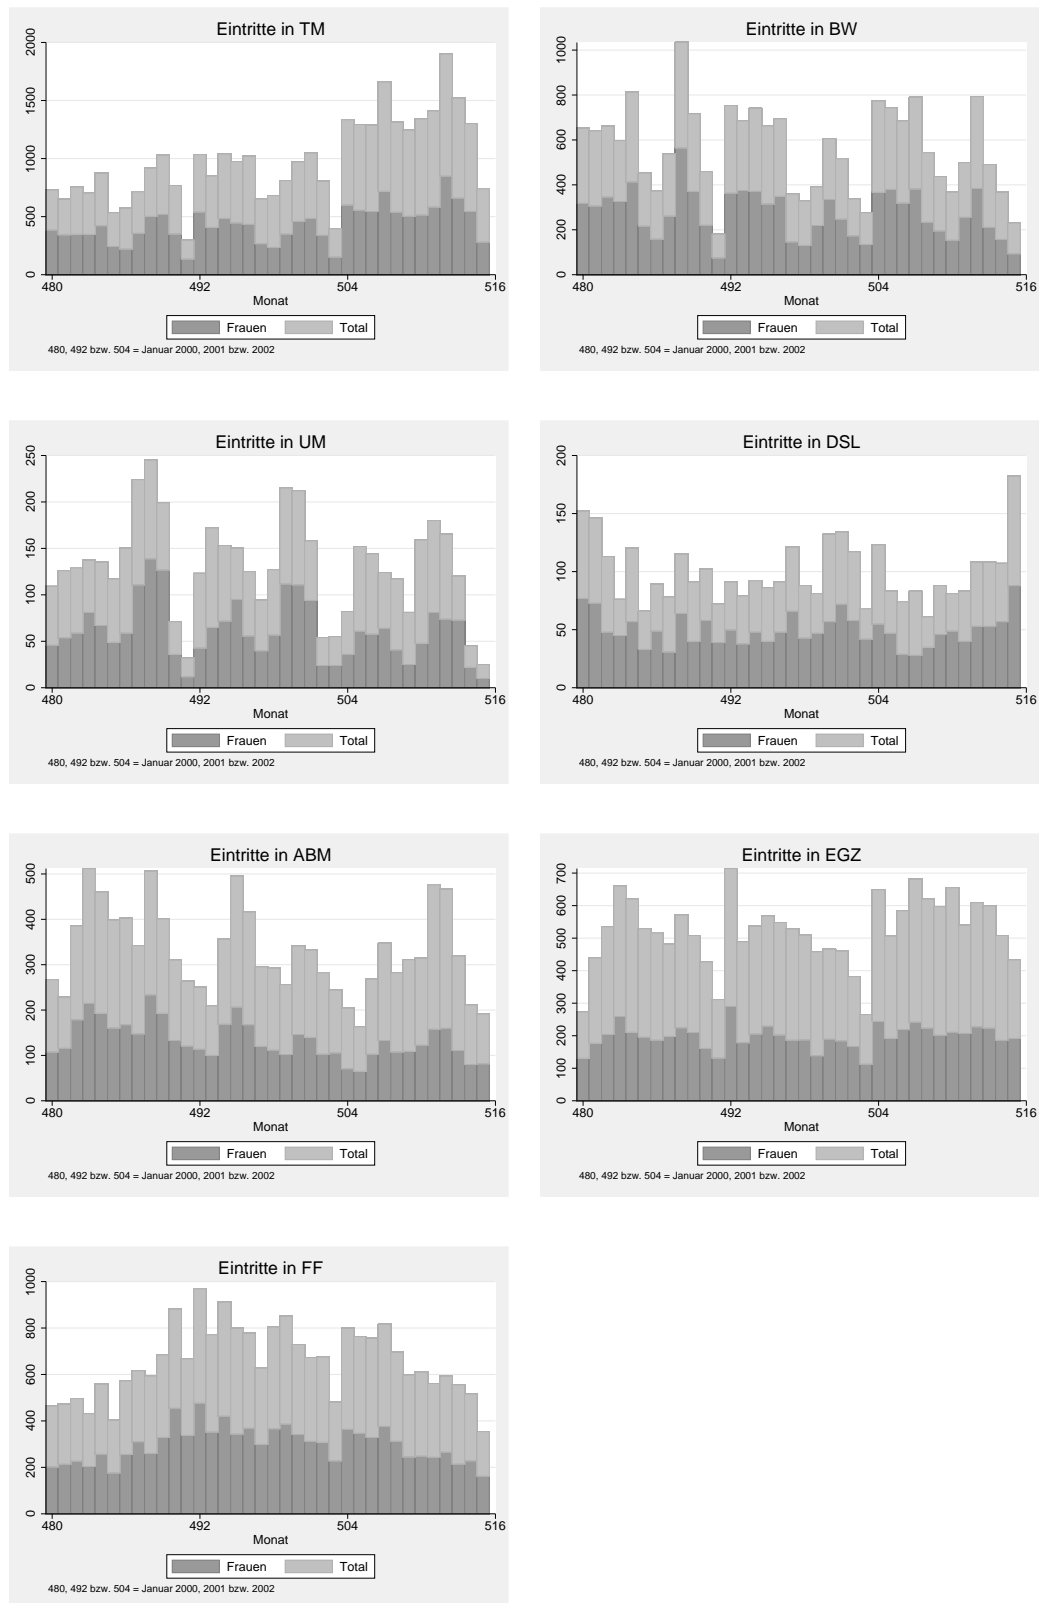 Eintritte in TM
2000
1500
1000
500
0
480 492 504 516
Monat
Frauen Total
480, 492 bzw. 504 = Januar 2000, 2001 bzw. 2002
Eintritte in BW
1000
800
600
400
200
0
480 492 504 516
Monat
Frauen Total
480, 492 bzw. 504 = Januar 2000, 2001 bzw. 2002
Eintritte in UM
250
200
150
100
50
0
480 492 504 516
Monat
Frauen Total
480, 492 bzw. 504 = Januar 2000, 2001 bzw. 2002
Eintritte in DSL
200
150
100
50
0
480 492 504 516
Monat
Frauen Total
480, 492 bzw. 504 = Januar 2000, 2001 bzw. 2002
Eintritte in ABM
500
400
300
200
100
0
480 492 504 516
Monat
Frauen Total
480, 492 bzw. 504 = Januar 2000, 2001 bzw. 2002
Eintritte in EGZ
700
600
500
400
300
200
100
0
480 492 504 516
Monat
Frauen Total
480, 492 bzw. 504 = Januar 2000, 2001 bzw. 2002
Eintritte in FF
1000
800
600
400
200
0
480 492 504 516
Monat
Frauen Total
480, 492 bzw. 504 = Januar 2000, 2001 bzw. 2002